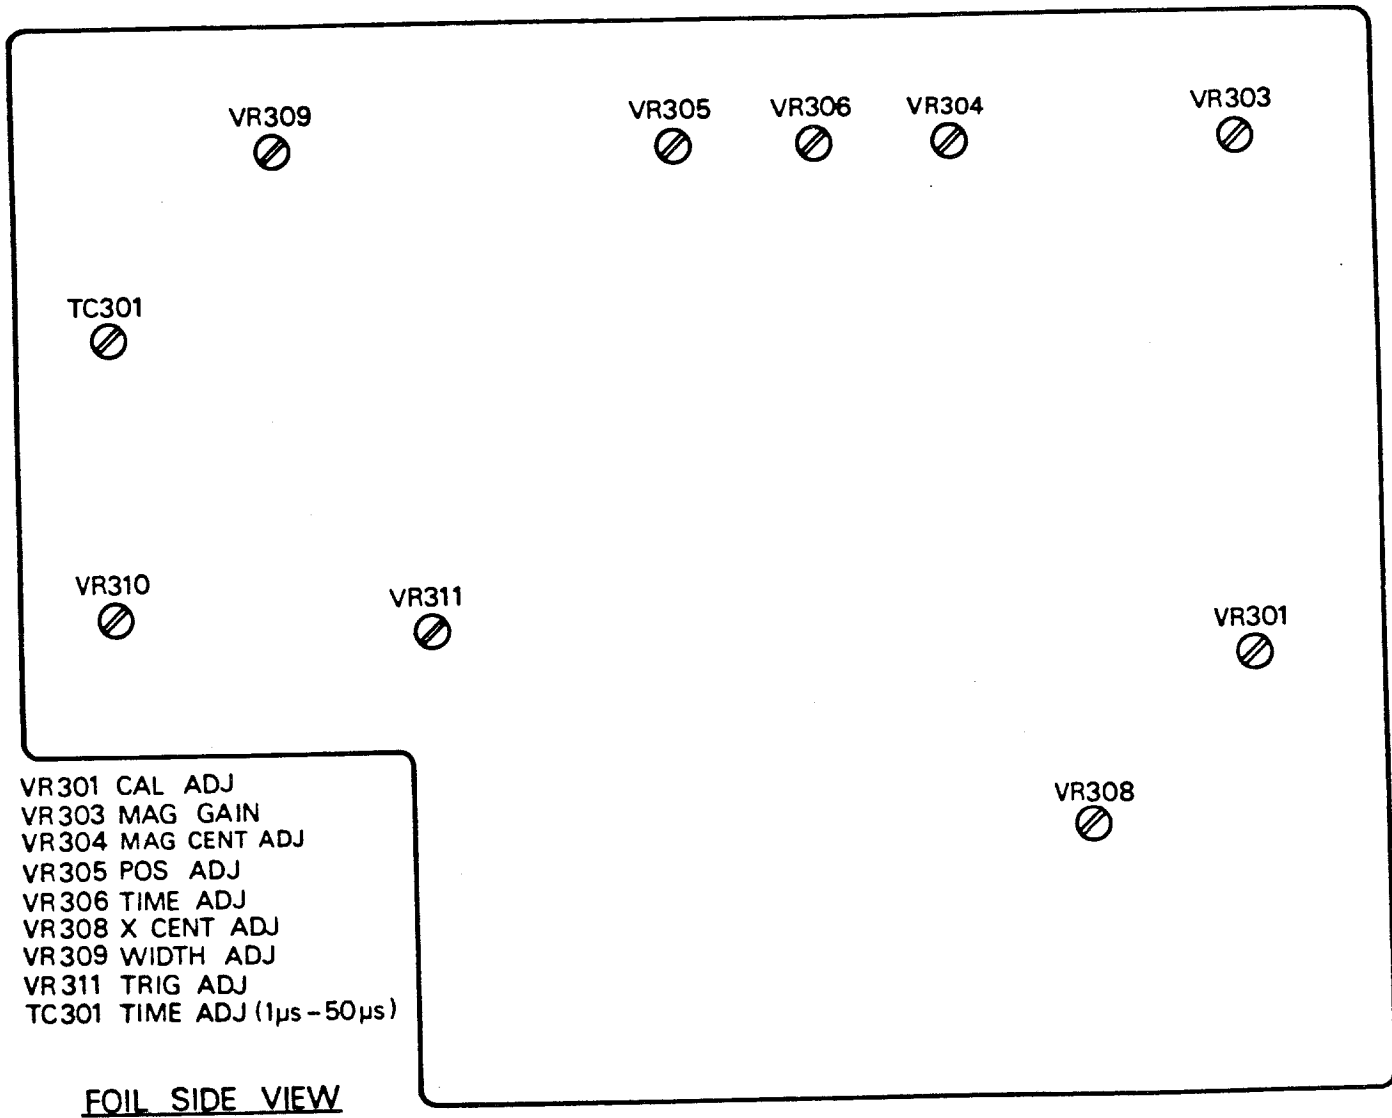 VR309
VR305
VR306
VR304
VR303
TC301
VR310
VR311
VR301
VR308
VR301 CAL ADJ
VR303 MAG GAIN
VR304 MAG CENT ADJ
VR305 POS ADJ
VR306 TIME ADJ
VR308 X CENT ADJ
VR309 WIDTH ADJ
VR311 TRIG ADJ
TC301 TIME ADJ (1µs-50µs)
FOIL SIDE VIEW